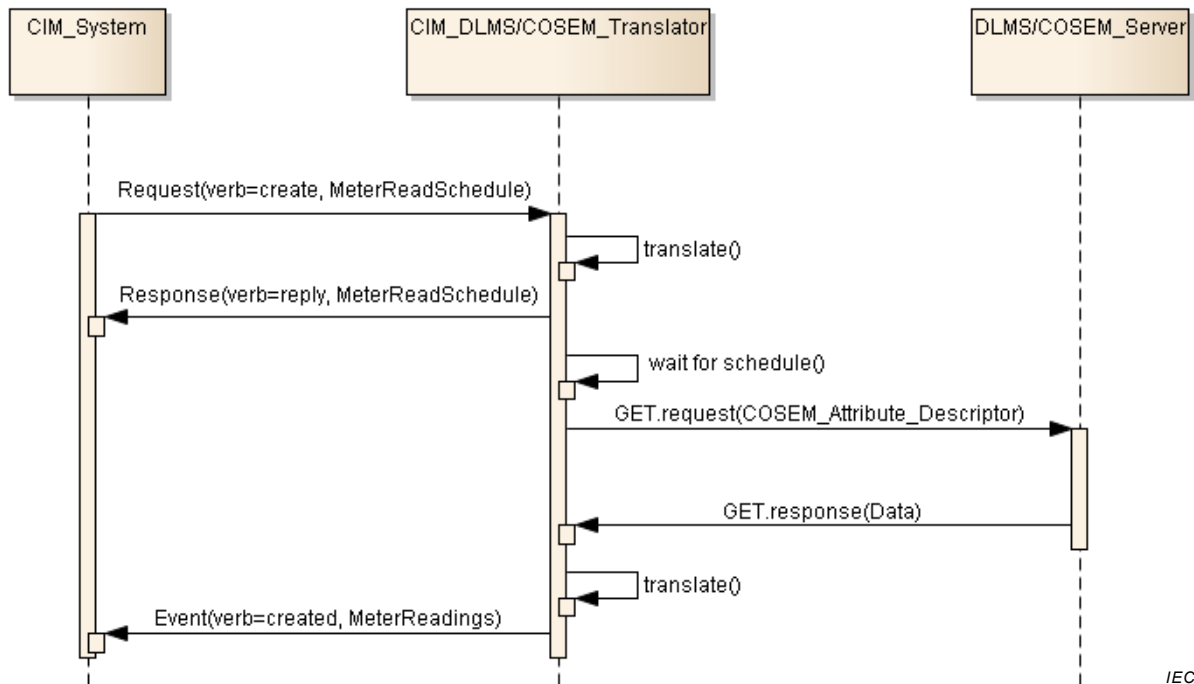 CIM_System
CIM_DLMS/COSEM_Translator
DLMS/COSEM_Server
Request(verb=create, MeterReadSchedule)
translate()
Response(verb=reply, MeterReadSchedule)
wait for schedule()
GET.request(COSEM_Attribute_Descriptor)
GET.response(Data)
translate()
Event(verb=created, MeterReadings)
IEC